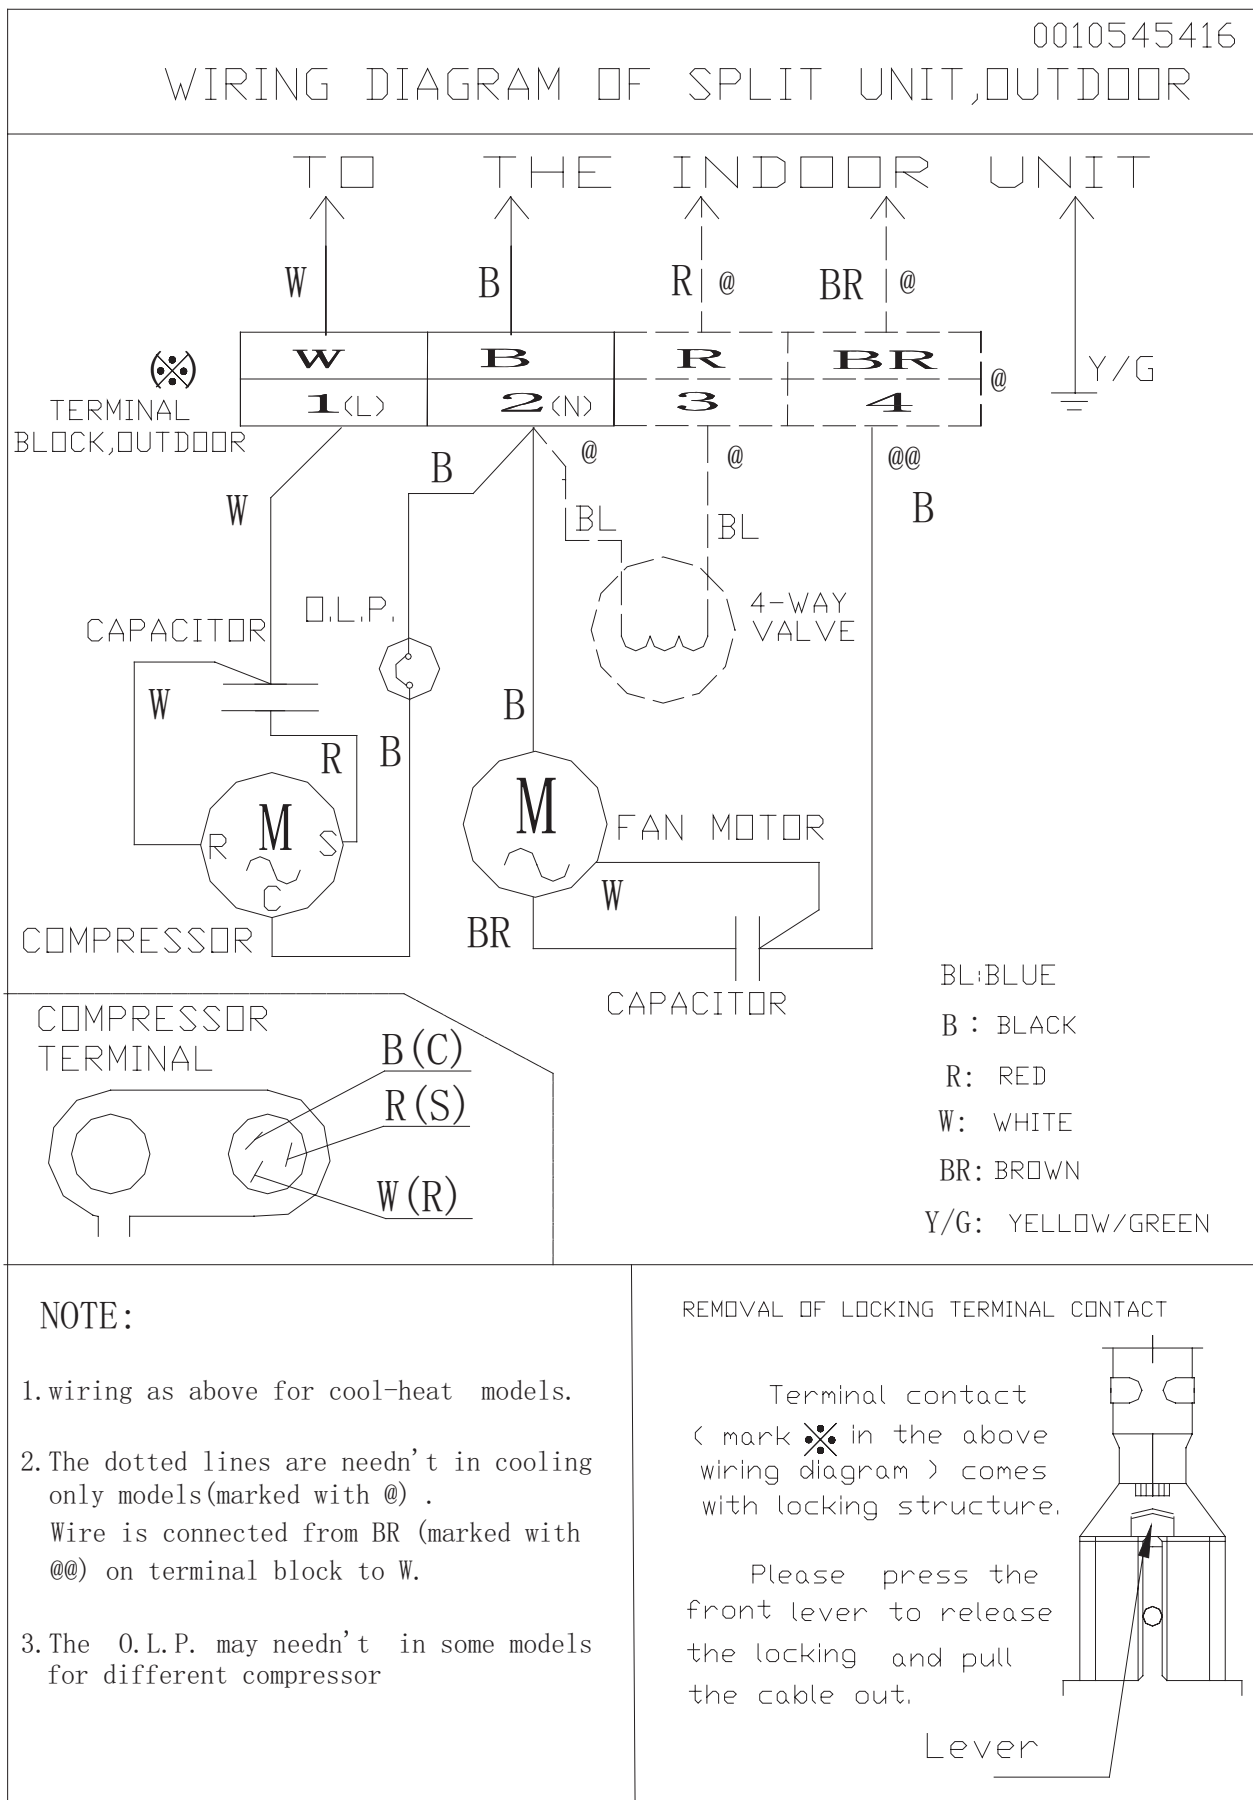 0010545416
WIRING DIAGRAM OF SPLIT UNIT,OUTDOOR
TO THE INDOOR UNIT
W
B
R @
BR @
(※)
W B R BR
@
Y/G
1(L) 2(N) 3 4
TERMINAL
BLOCK,OUTDOOR
B
@
@
@@
W
B
BL
BL
O.L.P.
4-WAY
VALVE
CAPACITOR
W
B
R
B
M
R S
C
M
FAN MOTOR
W
BR
COMPRESSOR
CAPACITOR
BL:BLUE
B : BLACK
R: RED
W: WHITE
BR: BROWN
Y/G: YELLOW/GREEN
COMPRESSOR
TERMINAL
B(C)
R(S)
W(R)
NOTE:
1. wiring as above for cool-heat models.
2. The dotted lines are needn't in cooling
only models(marked with @) .
Wire is connected from BR (marked with
@@) on terminal block to W.
3. The O.L.P. may needn't in some models
for different compressor
REMOVAL OF LOCKING TERMINAL CONTACT
Terminal contact
( mark ※ in the above
wiring diagram ) comes
with locking structure.
Please press the
front lever to release
the locking and pull
the cable out.
Lever